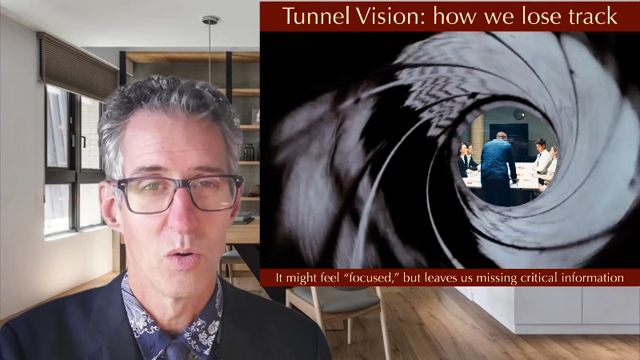 Tunnel Vision: how we lose track
It might feel “focused,” but leaves us missing critical information